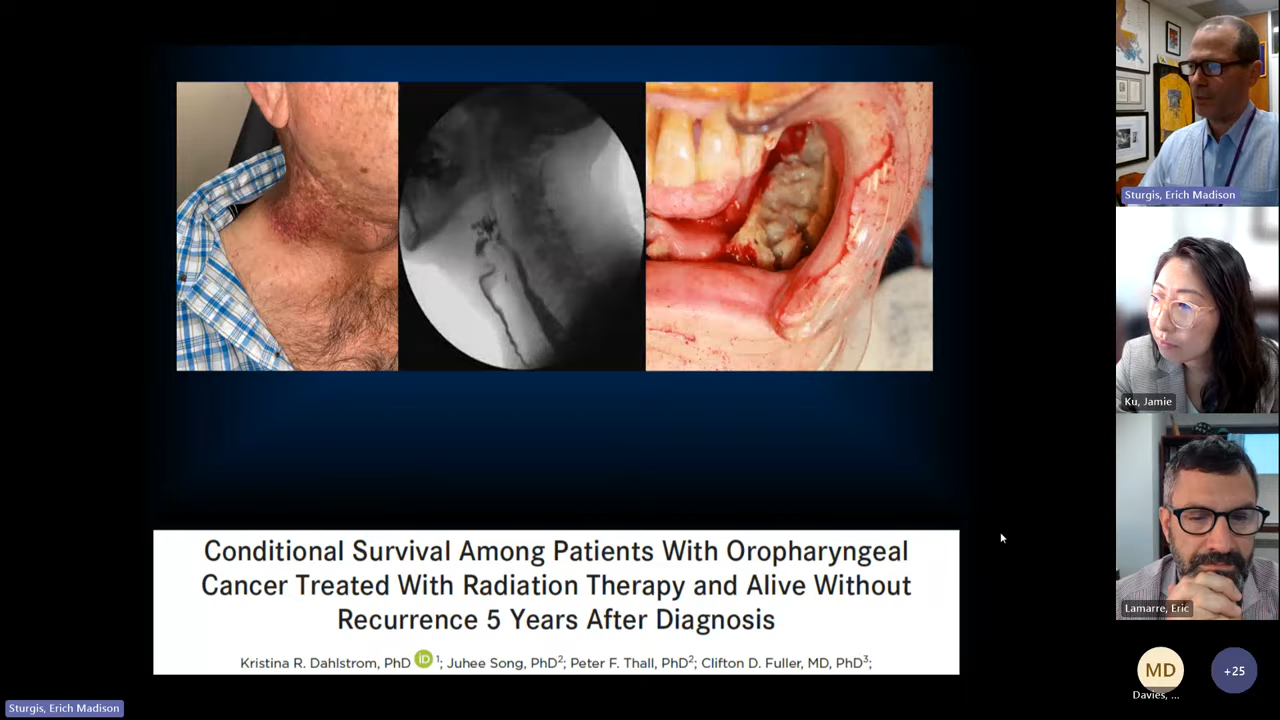 Conditional Survival Among Patients With Oropharyngeal
Cancer Treated With Radiation Therapy and Alive Without
Recurrence 5 Years After Diagnosis
Kristina R. Dahlstrom, PhD iD 1; Juhee Song, PhD2; Peter F. Thall, PhD2; Clifton D. Fuller, MD, PhD3;
Sturgis, Erich Madison
Ku, Jamie
Lamarre, Eric
MD
Davies, ...
+25
Sturgis, Erich Madison